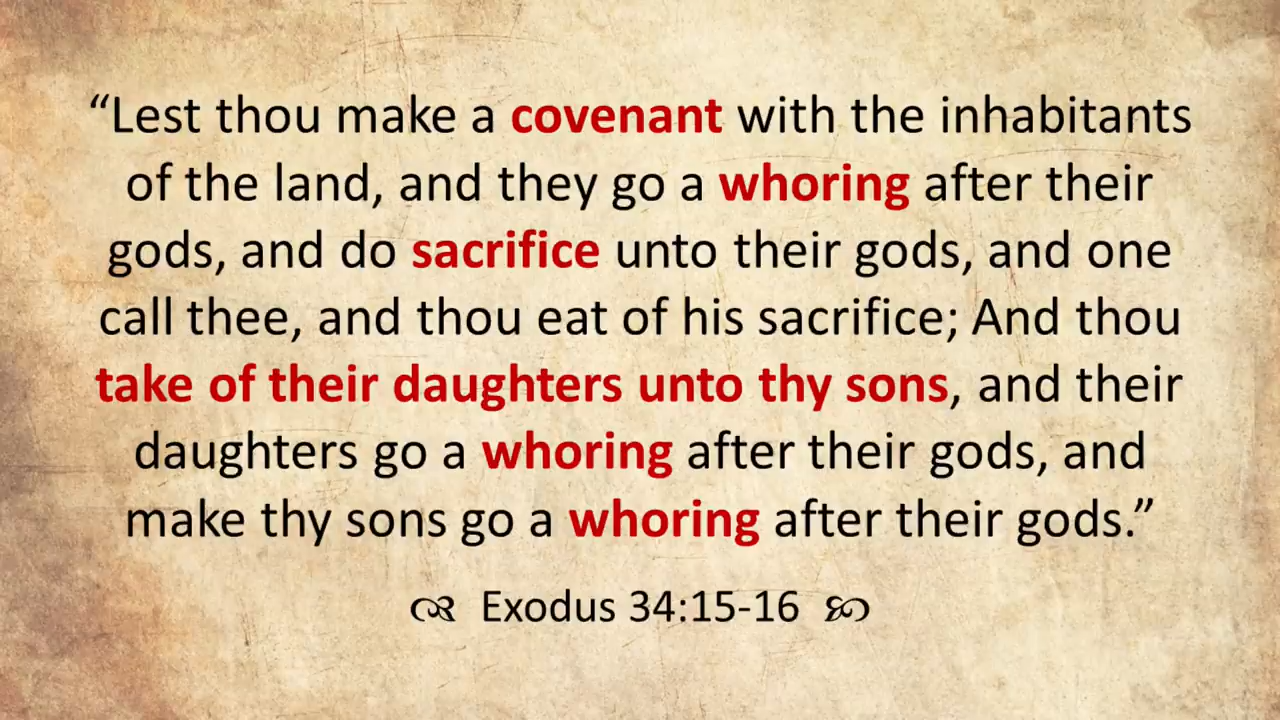 “Lest thou make a covenant with the inhabitants
of the land, and they go a whoring after their
gods, and do sacrifice unto their gods, and one
call thee, and thou eat of his sacrifice; And thou
take of their daughters unto thy sons, and their
daughters go a whoring after their gods, and
make thy sons go a whoring after their gods.”
Exodus 34:15-16